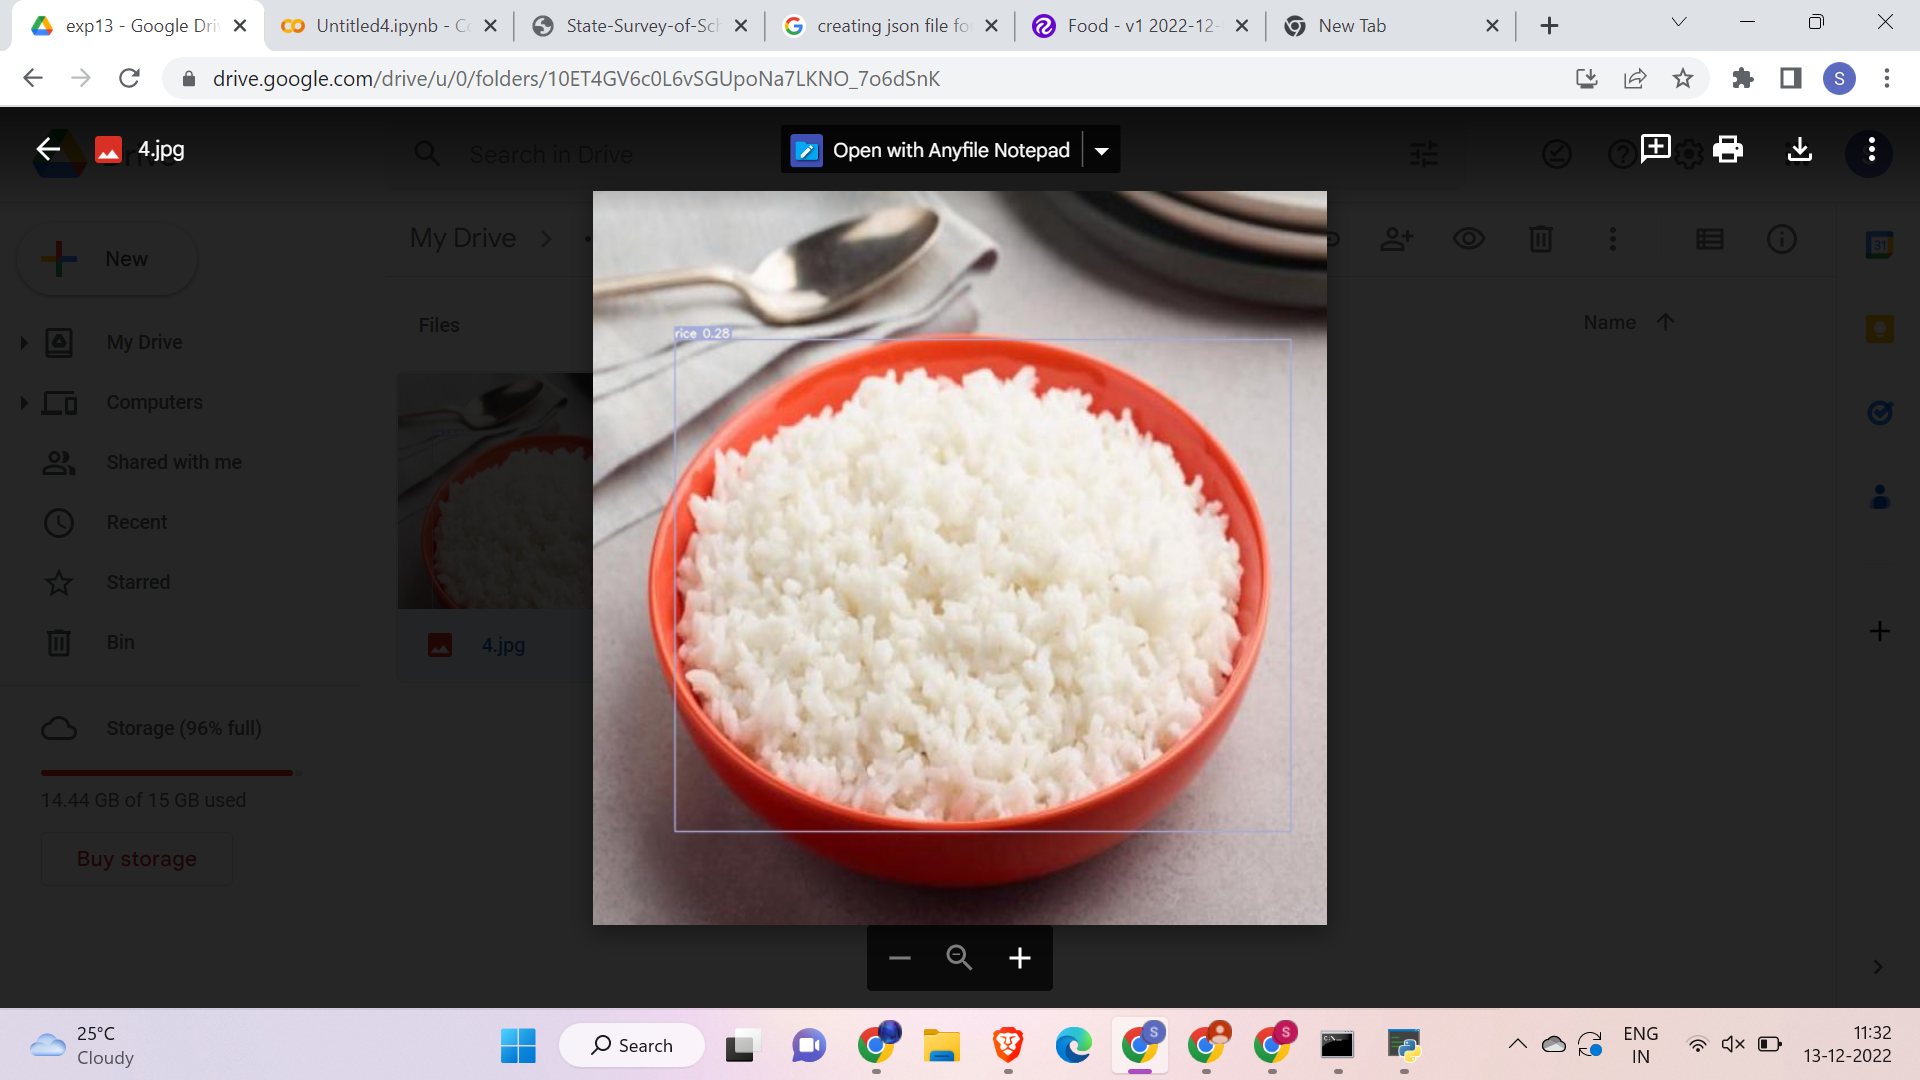 exp13 - Google Dri
Untitled4.ipynb - Co
State-Survey-of-Sch
creating json file fo
Food - v1 2022-12-
New Tab
drive.google.com/drive/u/0/folders/10ET4GV6c0L6vSGUpoNa7LKNO_7o6dSnK
S
4.jpg
Search in Drive
Open with Anyfile Notepad
New
My Drive
31
Files
Name
rice 0.28
My Drive
Computers
Shared with me
Recent
Starred
Bin
4.jpg
Storage (96% full)
14.44 GB of 15 GB used
Buy storage
25°C
Cloudy
Search
S
S
ENG
IN
11:32
13-12-2022